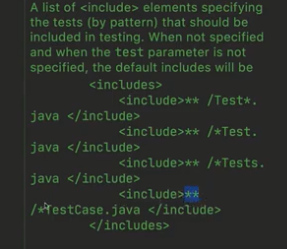 A list of <include> elements specifying
the tests (by pattern) that should be
included in testing. When not specified
and when the test parameter is not
specified, the default includes will be
<includes>
<include>** /Test*.
java </include>
<include>** /*Test.
java </include>
<include>** /*Tests.
java </include>
<include>**
/*TestCase.java </include>
</includes>